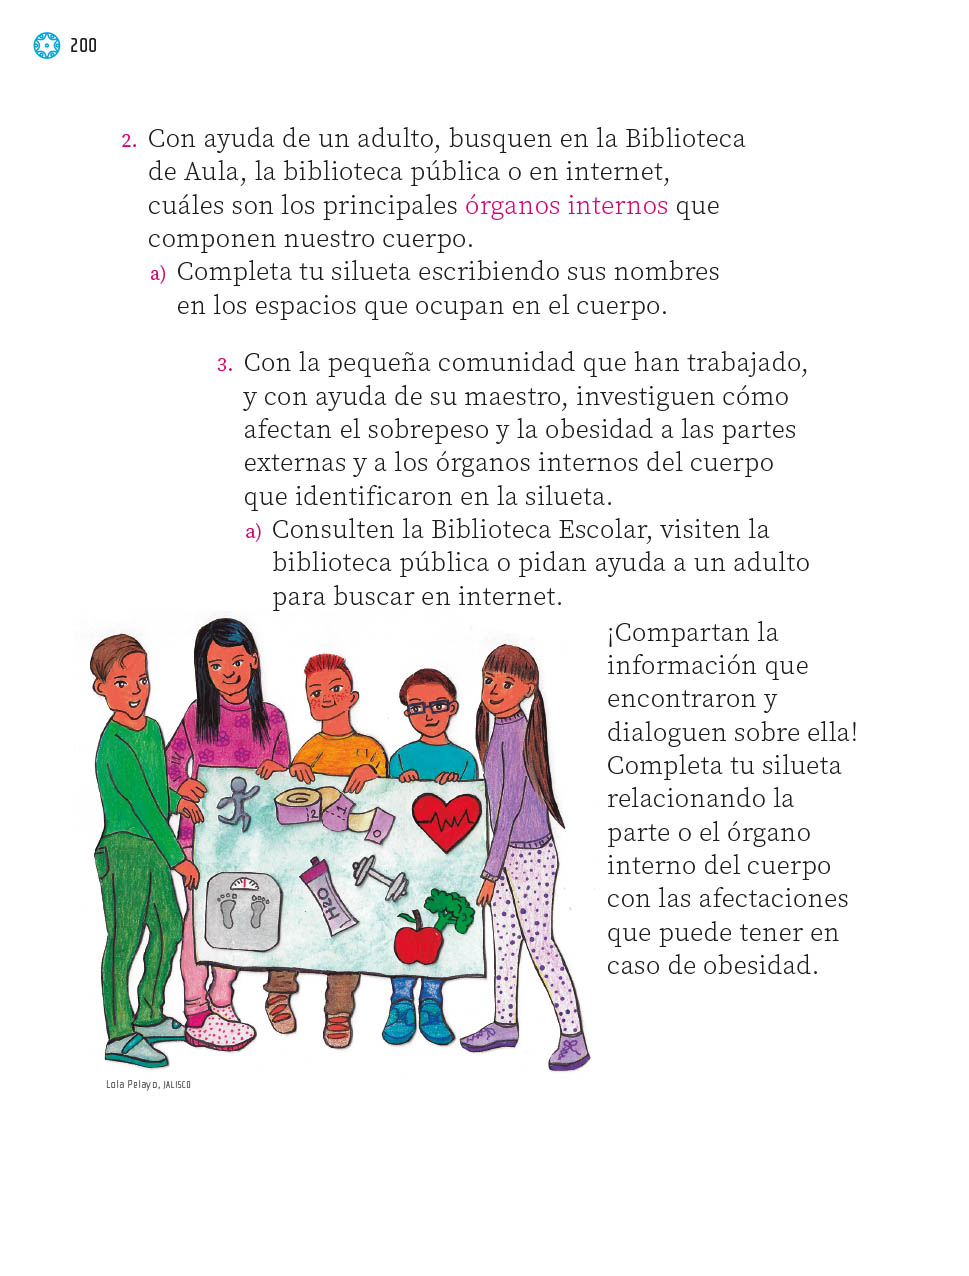 200
2. Con ayuda de un adulto, busquen en la Biblioteca
de Aula, la biblioteca pública o en internet,
cuáles son los principales órganos internos que
componen nuestro cuerpo.
a) Completa tu silueta escribiendo sus nombres
en los espacios que ocupan en el cuerpo.
3. Con la pequeña comunidad que han trabajado,
y con ayuda de su maestro, investiguen cómo
afectan el sobrepeso y la obesidad a las partes
externas y a los órganos internos del cuerpo
que identificaron en la silueta.
a) Consulten la Biblioteca Escolar, visiten la
biblioteca pública o pidan ayuda a un adulto
para buscar en internet.
¡Compartan la
información que
encontraron y
dialoguen sobre ella!
Completa tu silueta
relacionando la
parte o el órgano
interno del cuerpo
con las afectaciones
que puede tener en
caso de obesidad.
2 1 0
H2O
Lola Pelayo, JALISCO